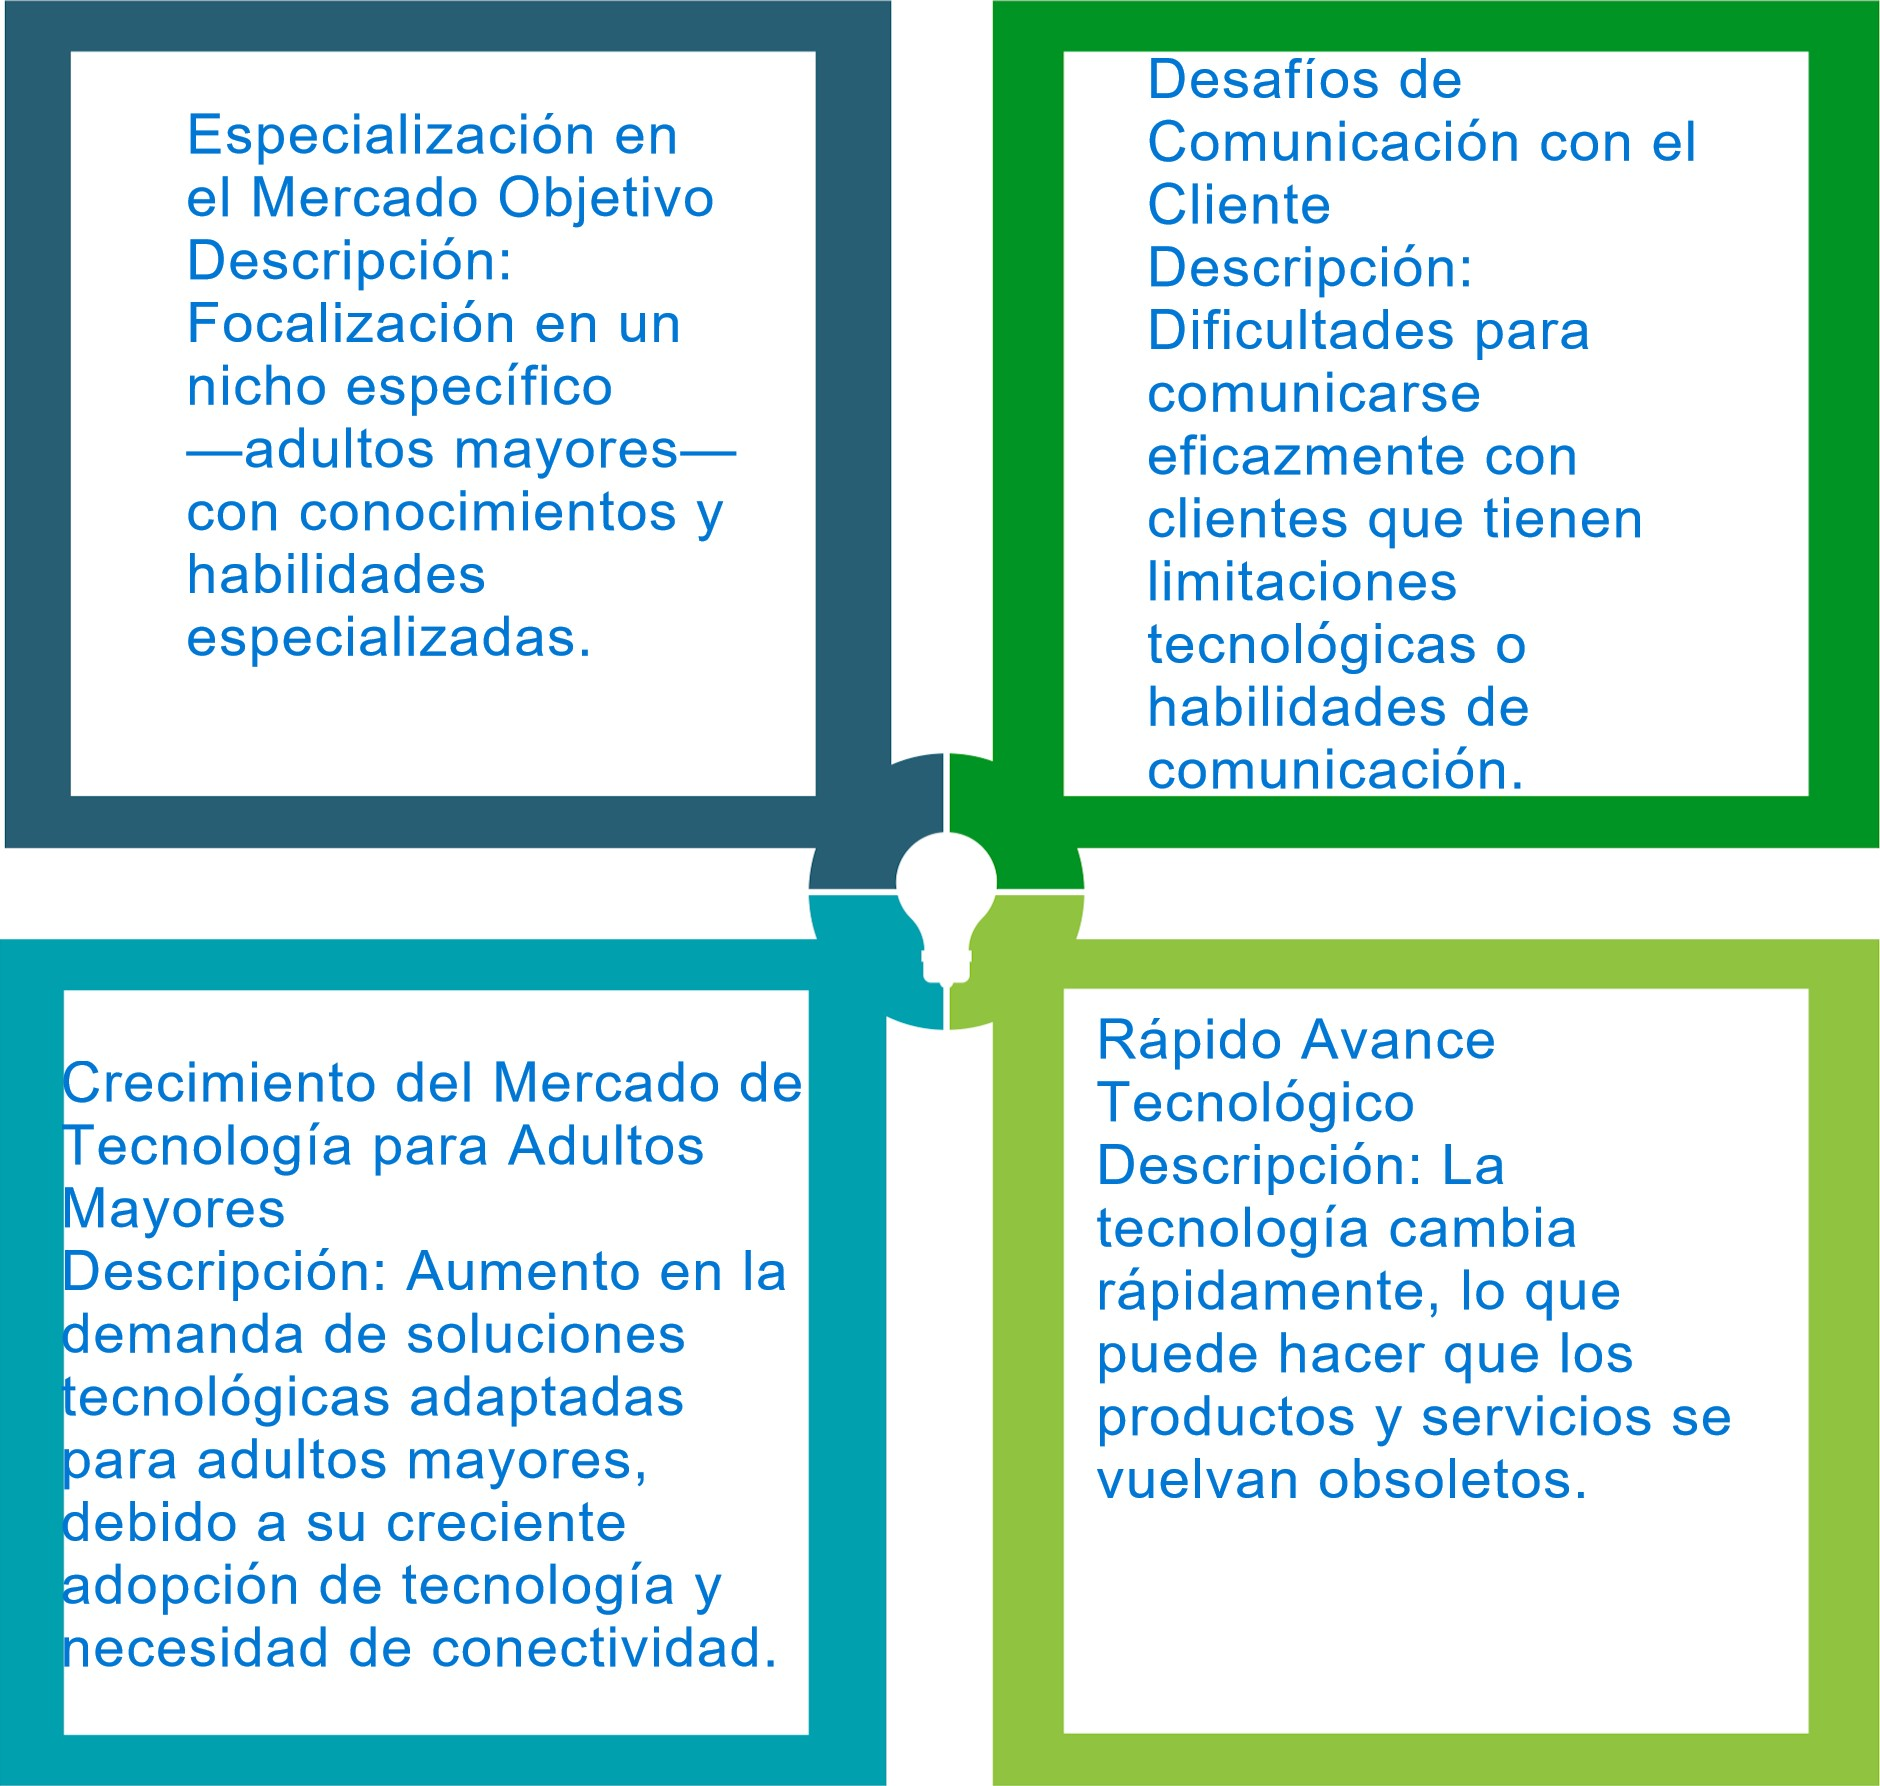 Especialización en
el Mercado Objetivo
Descripción:
Focalización en un
nicho específico
—adultos mayores—
con conocimientos y
habilidades
especializadas.
Desafíos de
Comunicación con el
Cliente
Descripción:
Dificultades para
comunicarse
eficazmente con
clientes que tienen
limitaciones
tecnológicas o
habilidades de
comunicación.
Crecimiento del Mercado de
Tecnología para Adultos
Mayores
Descripción: Aumento en la
demanda de soluciones
tecnológicas adaptadas
para adultos mayores,
debido a su creciente
adopción de tecnología y
necesidad de conectividad.
Rápido Avance
Tecnológico
Descripción: La
tecnología cambia
rápidamente, lo que
puede hacer que los
productos y servicios se
vuelvan obsoletos.